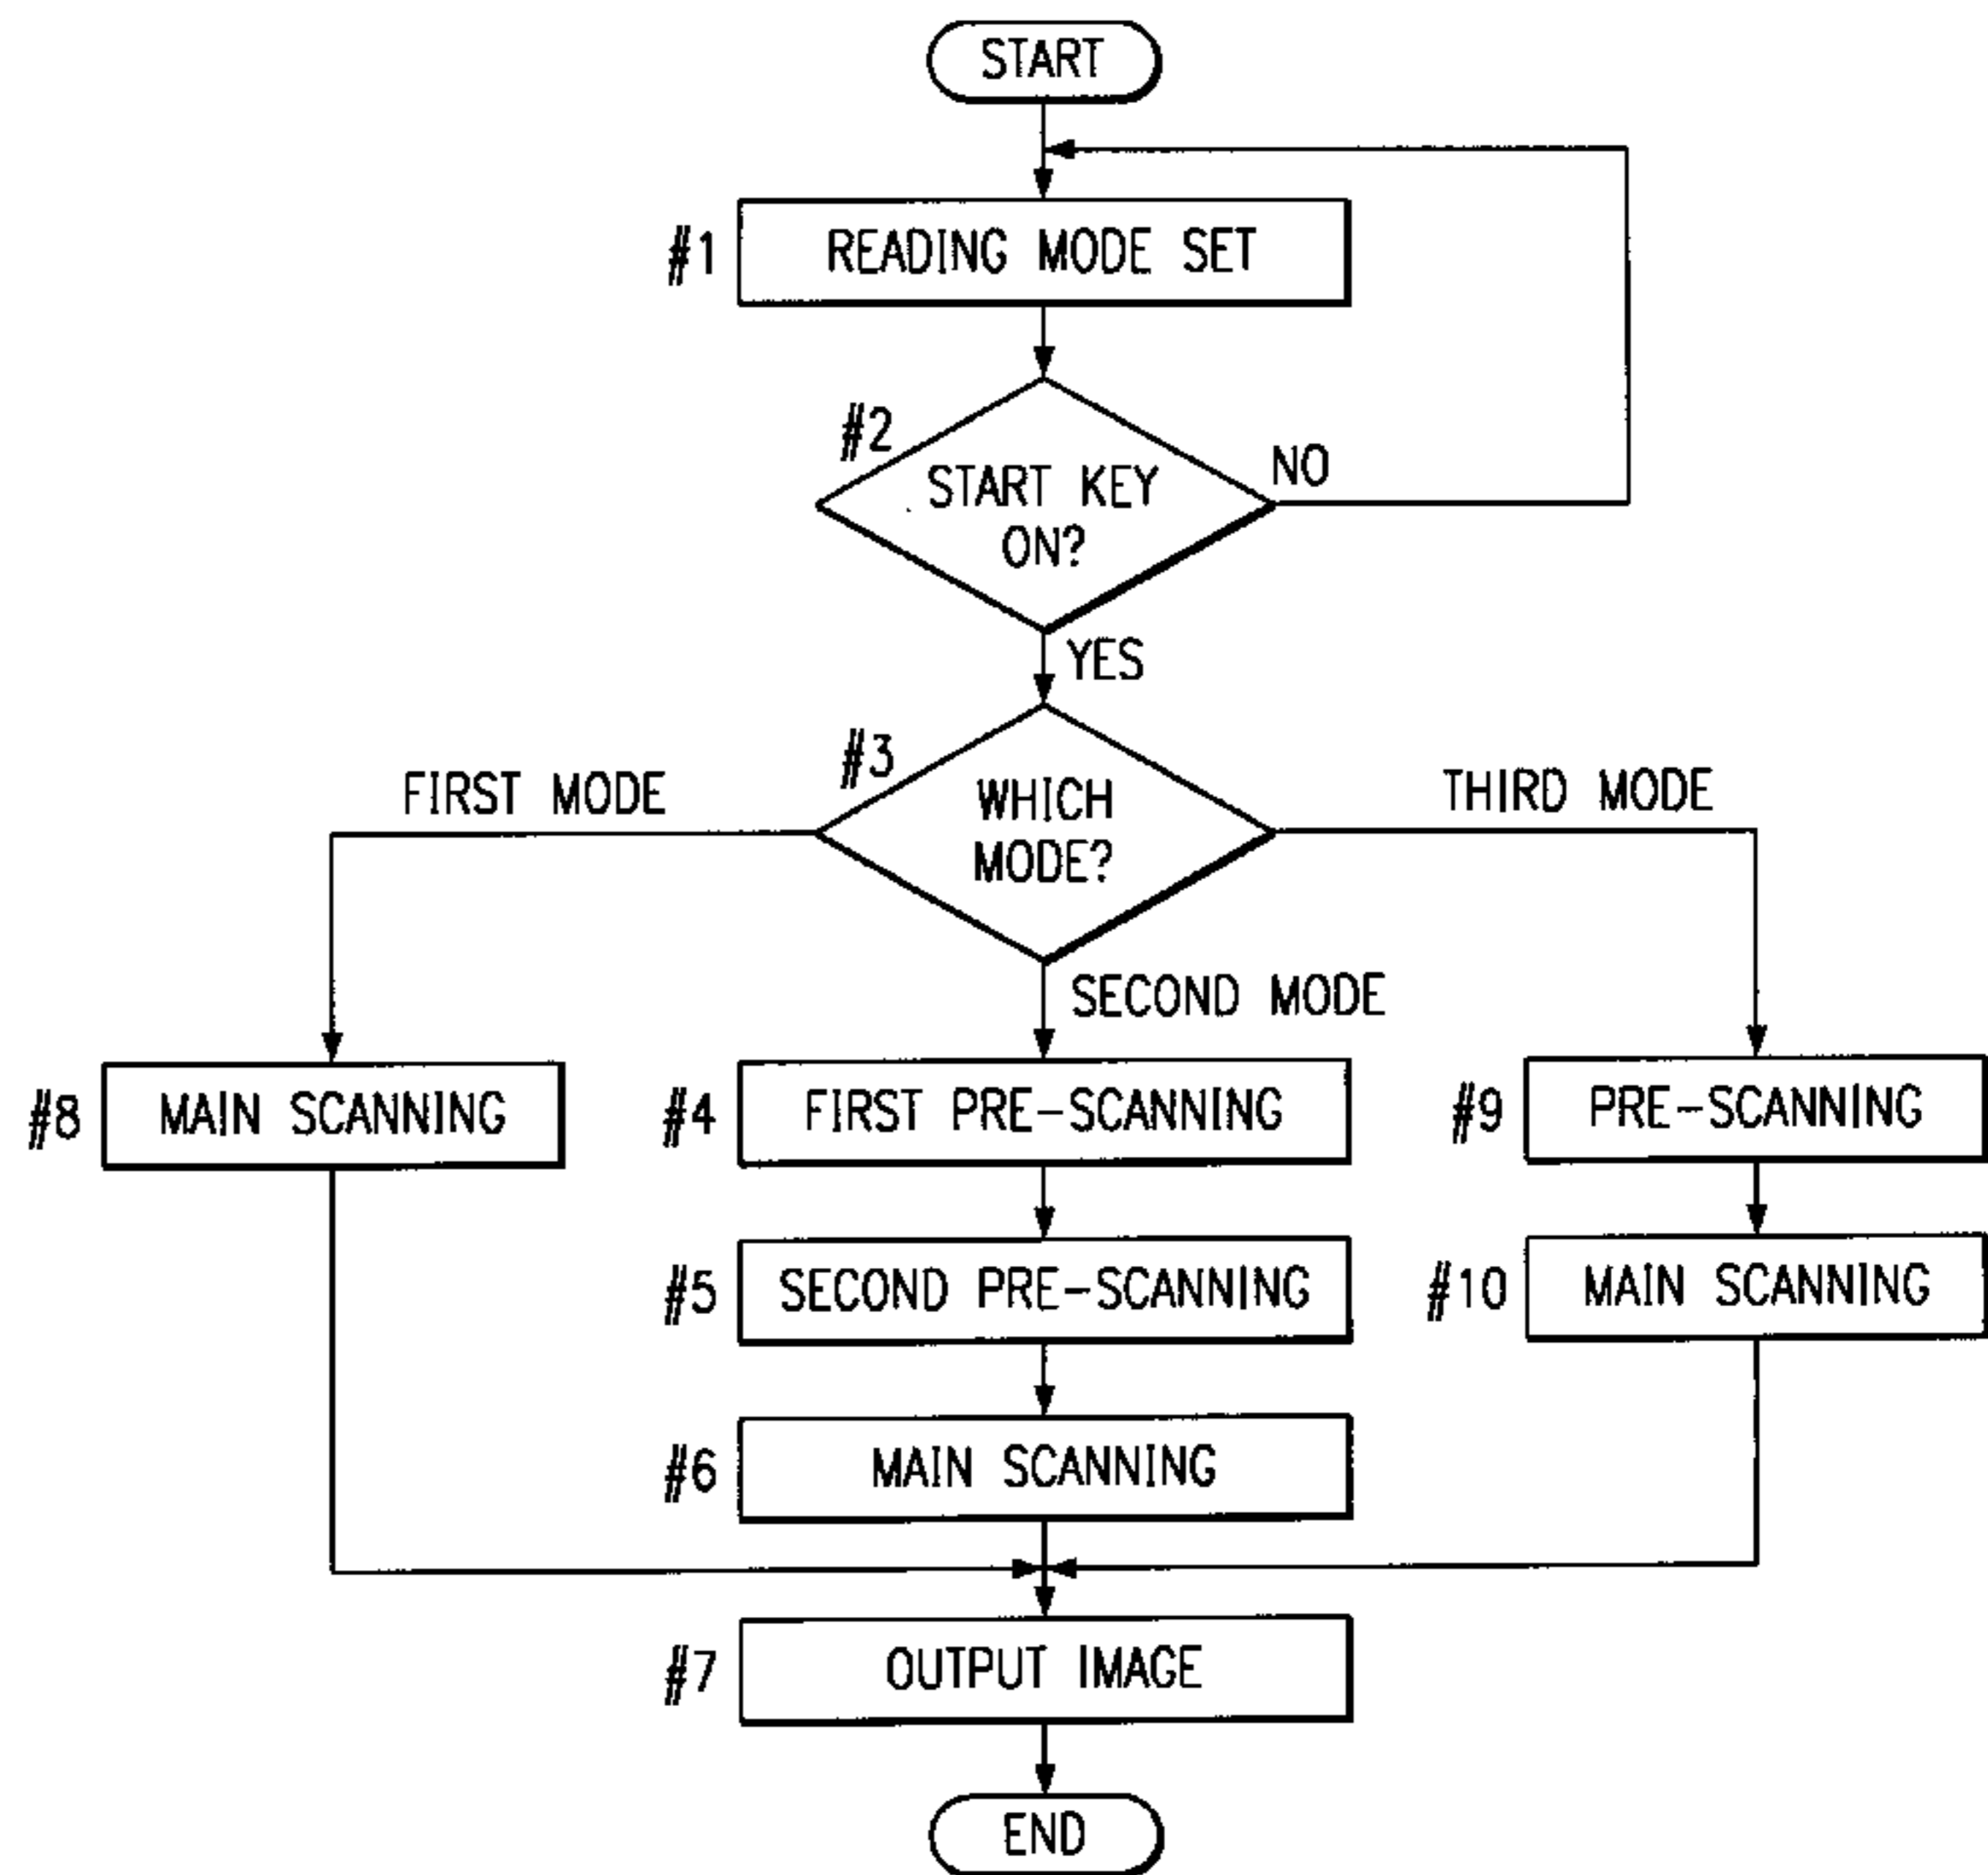 START
#1 READING MODE SET
#2
START KEY
ON?
NO
YES
#3
WHICH
MODE?
FIRST MODE
THIRD MODE
SECOND MODE
#8 MAIN SCANNING
#4 FIRST PRE-SCANNING
#9 PRE-SCANNING
#5 SECOND PRE-SCANNING
#10 MAIN SCANNING
#6 MAIN SCANNING
#7 OUTPUT IMAGE
END